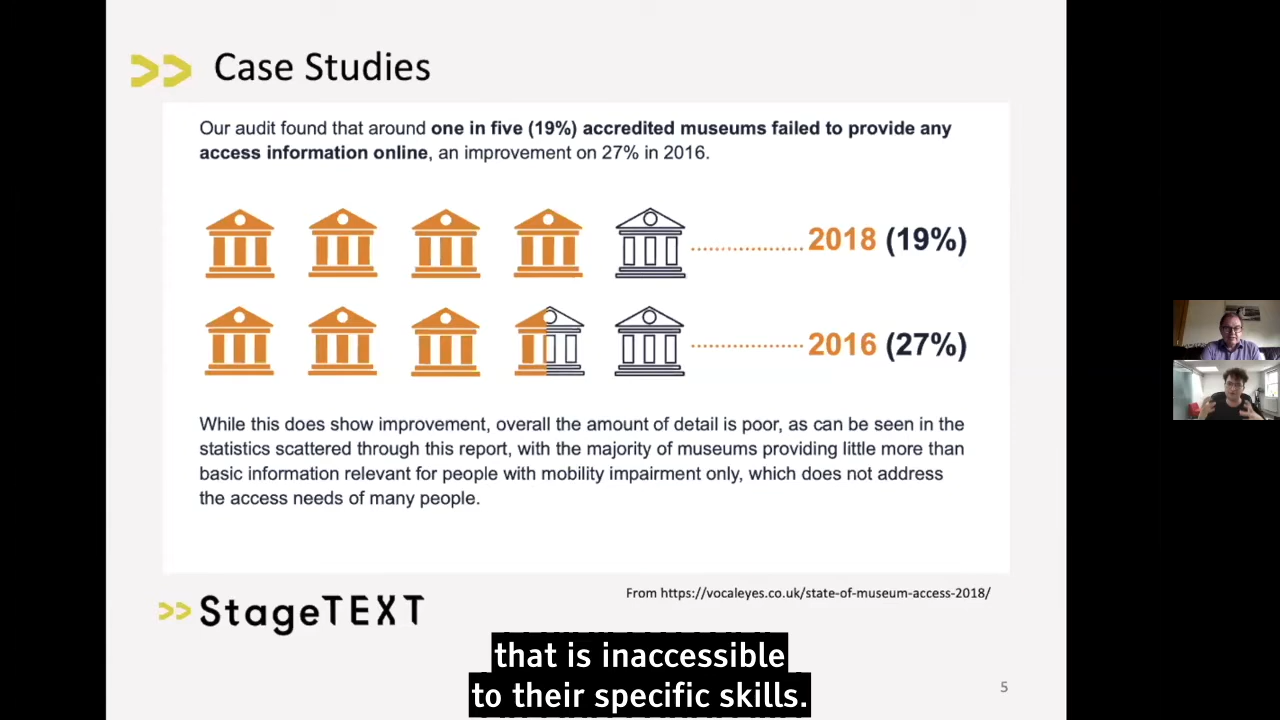 >> Case Studies
Our audit found that around one in five (19%) accredited museums failed to provide any
access information online, an improvement on 27% in 2016.
2018 (19%)
2016 (27%)
While this does show improvement, overall the amount of detail is poor, as can be seen in the
statistics scattered through this report, with the majority of museums providing little more than
basic information relevant for people with mobility impairment only, which does not address
the access needs of many people.
From https://vocaleyes.co.uk/state-of-museum-access-2018/
>> StageTEXT
that is inaccessible
to their specific skills.
5